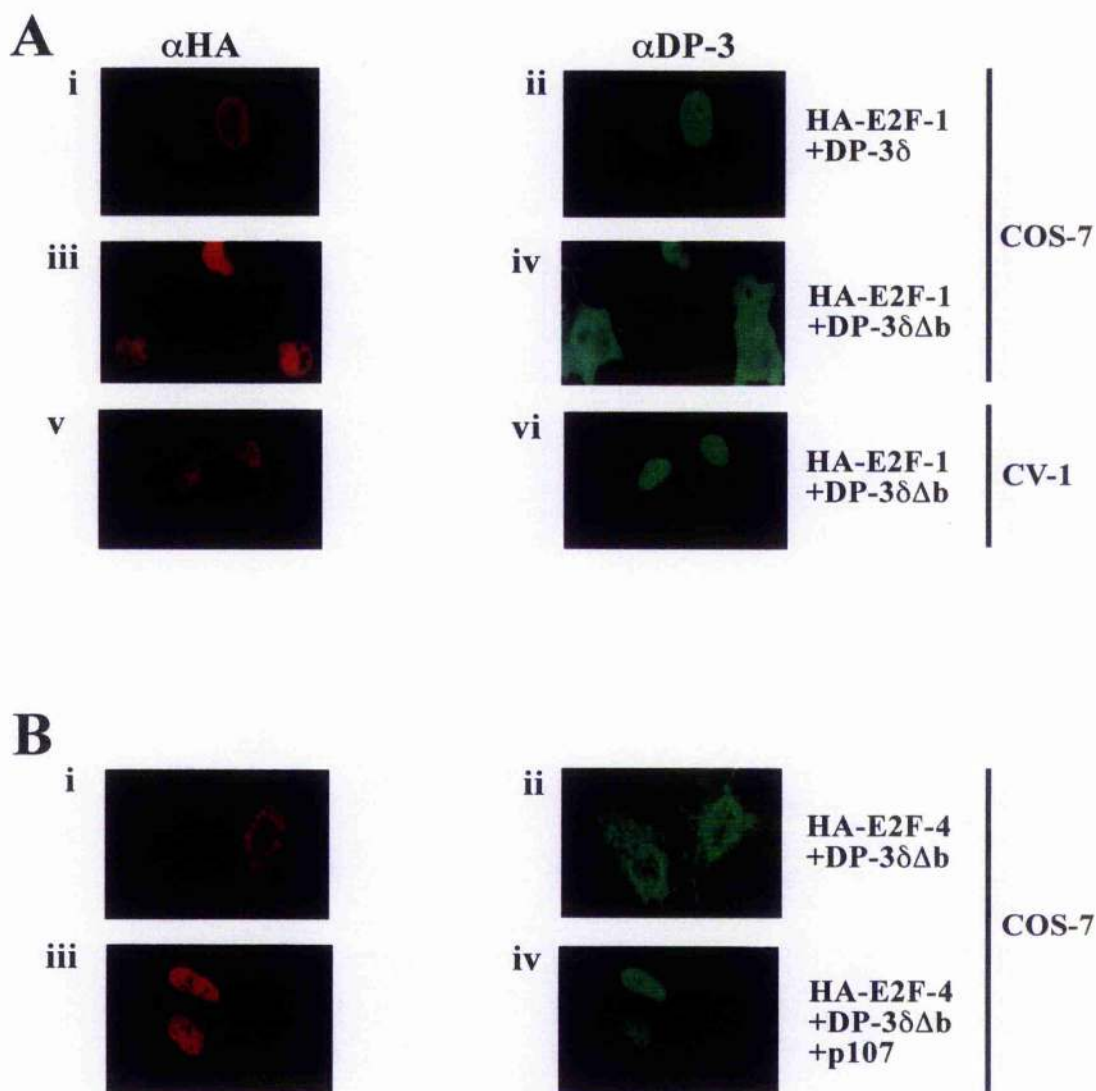 A
αHA
αDP-3
i
ii
HA-E2F-1
+DP-3δ
iii
iv
HA-E2F-1
+DP-3δΔb
COS-7
v
vi
HA-E2F-1
+DP-3δΔb
CV-1
B
i
ii
HA-E2F-4
+DP-3δΔb
iii
iv
HA-E2F-4
+DP-3δΔb
+p107
COS-7